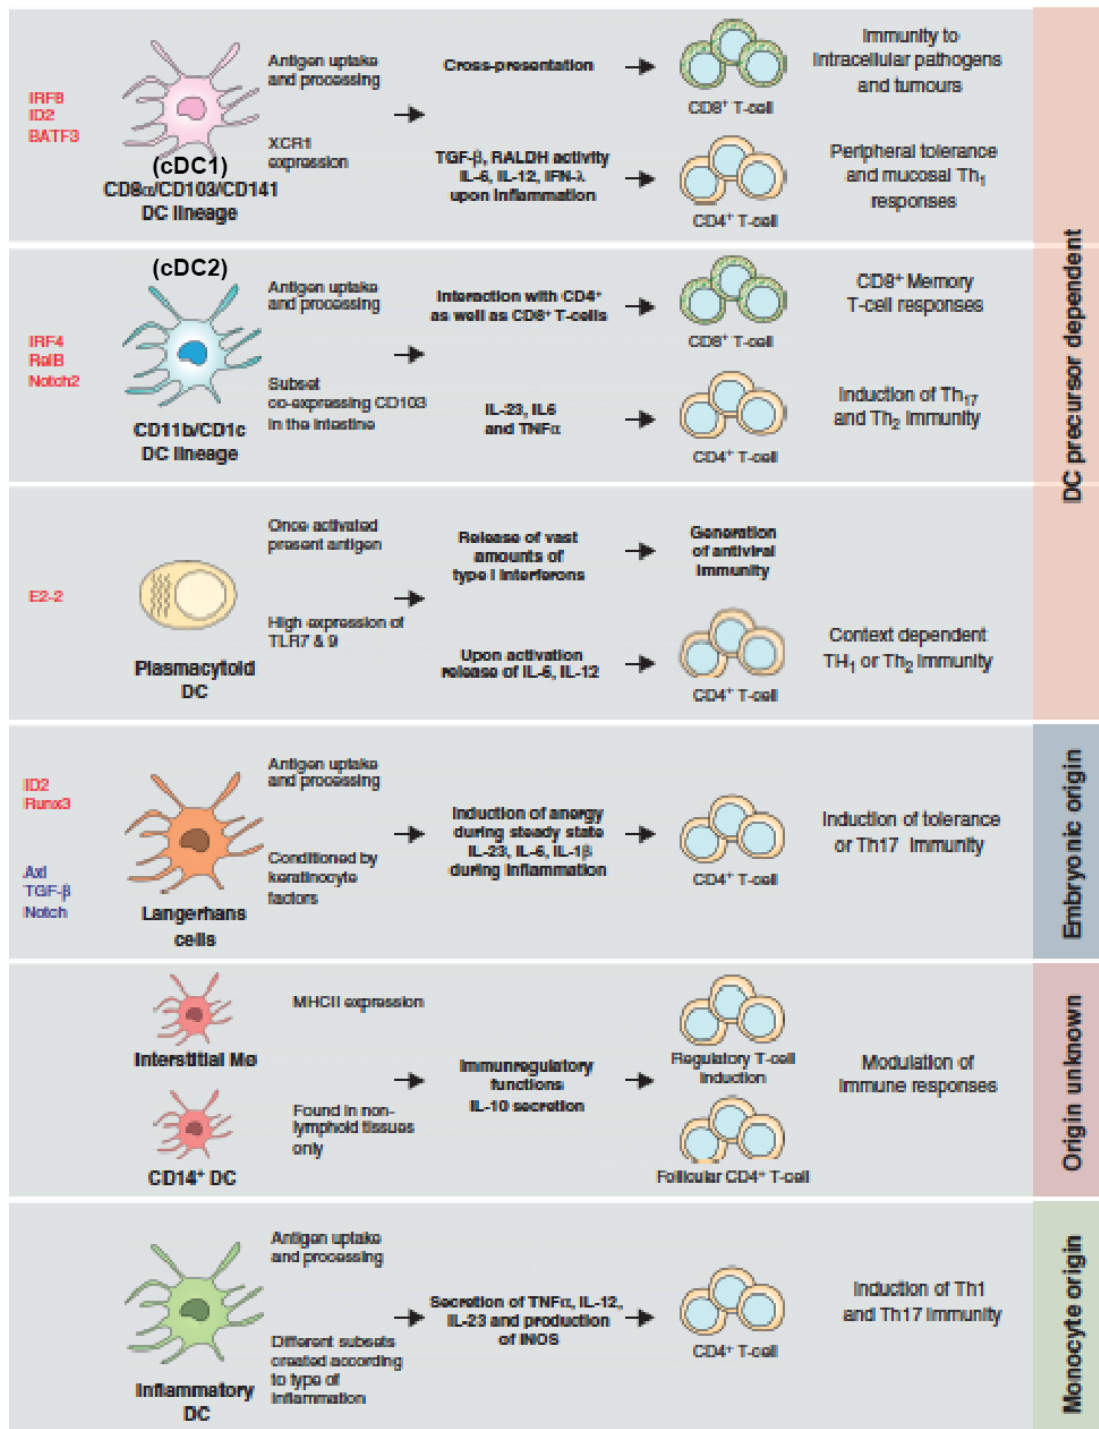 IRF8
ID2
BATF3
(cDC1)
CD8α/CD103/CD141
DC lineage
Antigen uptake
and processing
XCR1
expression
Cross-presentation
TGF-β, RALDH activity
IL-6, IL-12, IFN-λ
upon inflammation
CD8⁺ T-cell
CD4⁺ T-cell
Immunity to
intracellular pathogens
and tumours
Peripheral tolerance
and mucosal Th₁
responses
IRF4
RelB
Notch2
(cDC2)
CD11b/CD1c
DC lineage
Antigen uptake
and processing
Subset
co-expressing CD103
in the intestine
Interaction with CD4⁺
as well as CD8⁺ T-cells
IL-23, IL6
and TNFα
CD8⁺ T-cell
CD4⁺ T-cell
CD8⁺ Memory
T-cell responses
Induction of Th₁₇
and Th₂ immunity
E2-2
Plasmacytoid
DC
Once activated
present antigen
High expression of
TLR7 & 9
Release of vast
amounts of
type I interferons
Upon activation
release of IL-6, IL-12
Generation
of antiviral
immunity
CD4⁺ T-cell
Context dependent
TH₁ or Th₂ immunity
DC precursor dependent
ID2
Runx3
Axl
TGF-β
Notch
Langerhans
cells
Antigen uptake
and processing
Conditioned by
keratinocyte
factors
Induction of anergy
during steady state
IL-23, IL-6, IL-1β
during inflammation
CD4⁺ T-cell
Induction of tolerance
or Th17 immunity
Embryonic origin
Interstitial Mø
CD14⁺ DC
MHCII expression
Found in non-
lymphoid tissues
only
Immunregulatory
functions
IL-10 secretion
Regulatory T-cell
induction
Follicular CD4⁺ T-cell
Modulation of
immune responses
Origin unknown
Inflammatory
DC
Antigen uptake
and processing
Different subsets
created according
to type of
inflammation
Secretion of TNFα, IL-12,
IL-23 and production
of iNOS
CD4⁺ T-cell
Induction of Th1
and Th17 immunity
Monocyte origin